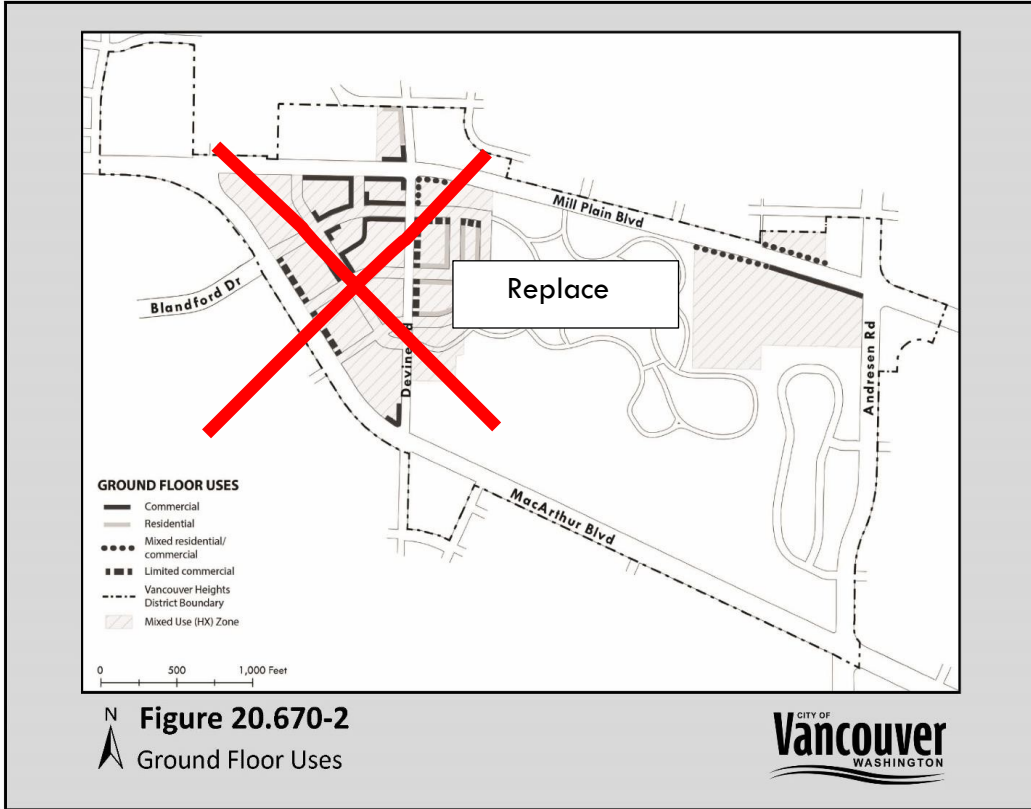 Mill Plain Blvd
Replace
Blandford Dr
Devine Rd
Andresen Rd
MacArthur Blvd
GROUND FLOOR USES
Commercial
Residential
Mixed residential/
commercial
Limited commercial
Vancouver Heights
District Boundary
Mixed Use (HX) Zone
0 500 1,000 Feet
N
Figure 20.670-2
Ground Floor Uses
CITY OF
Vancouver
WASHINGTON